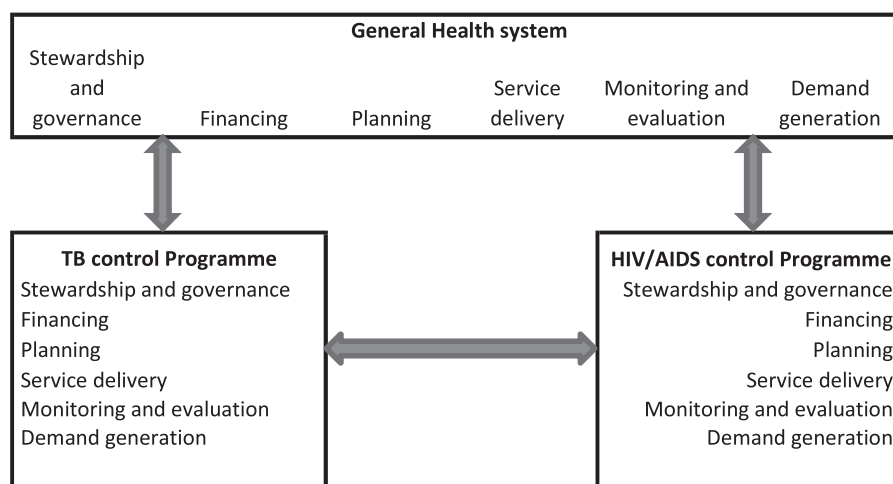 General Health system
Stewardship
and
governance
Financing
Planning
Service
delivery
Monitoring and
evaluation
Demand
generation
TB control Programme
Stewardship and governance
Financing
Planning
Service delivery
Monitoring and evaluation
Demand generation
HIV/AIDS control Programme
Stewardship and governance
Financing
Planning
Service delivery
Monitoring and evaluation
Demand generation